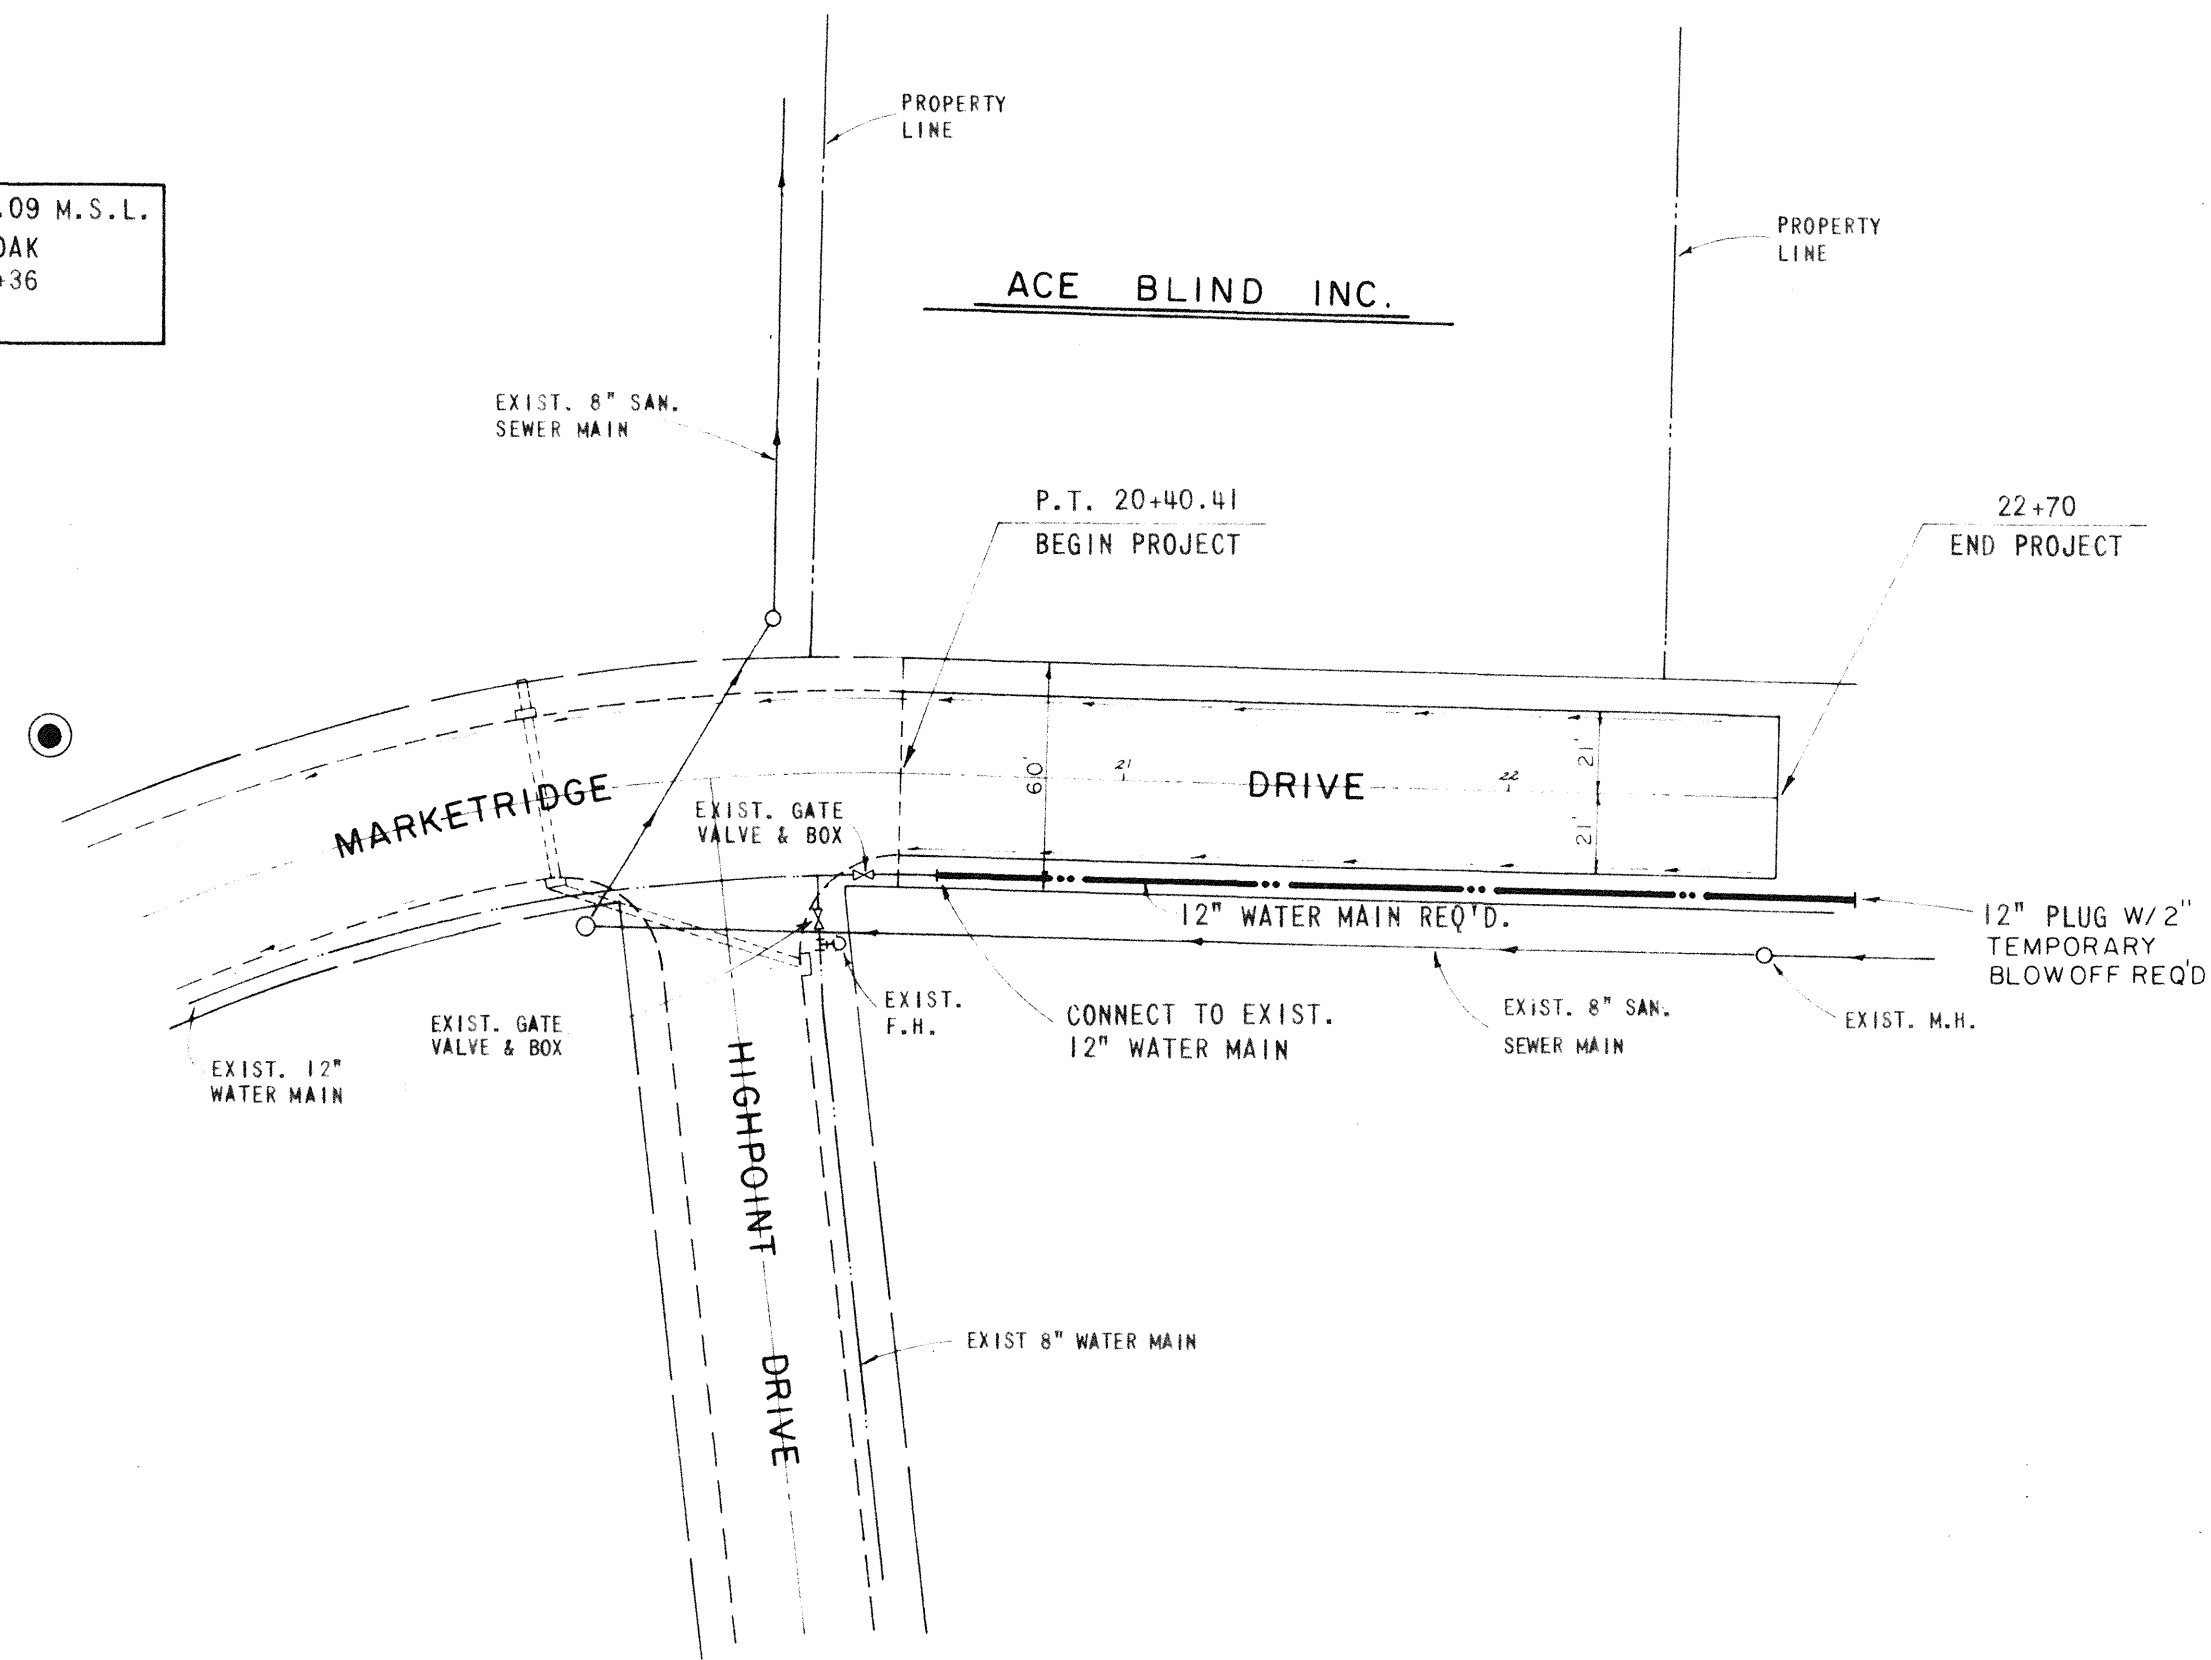 .09 M.S.L.
OAK
+36
PROPERTY
LINE
PROPERTY
LINE
ACE BLIND INC.
EXIST. 8" SAN.
SEWER MAIN
P.T. 20+40.41
BEGIN PROJECT
22+70
END PROJECT
MARKETRIDGE
DRIVE
21
22
60'
21'
21'
EXIST. GATE
VALVE & BOX
12" WATER MAIN REQ'D.
12" PLUG W/2"
TEMPORARY
BLOWOFF REQ'D
EXIST. GATE
VALVE & BOX
EXIST.
F.H.
CONNECT TO EXIST.
12" WATER MAIN
EXIST. 8" SAN.
SEWER MAIN
EXIST. M.H.
EXIST. 12"
WATER MAIN
HIGHPOINT DRIVE
EXIST 8" WATER MAIN